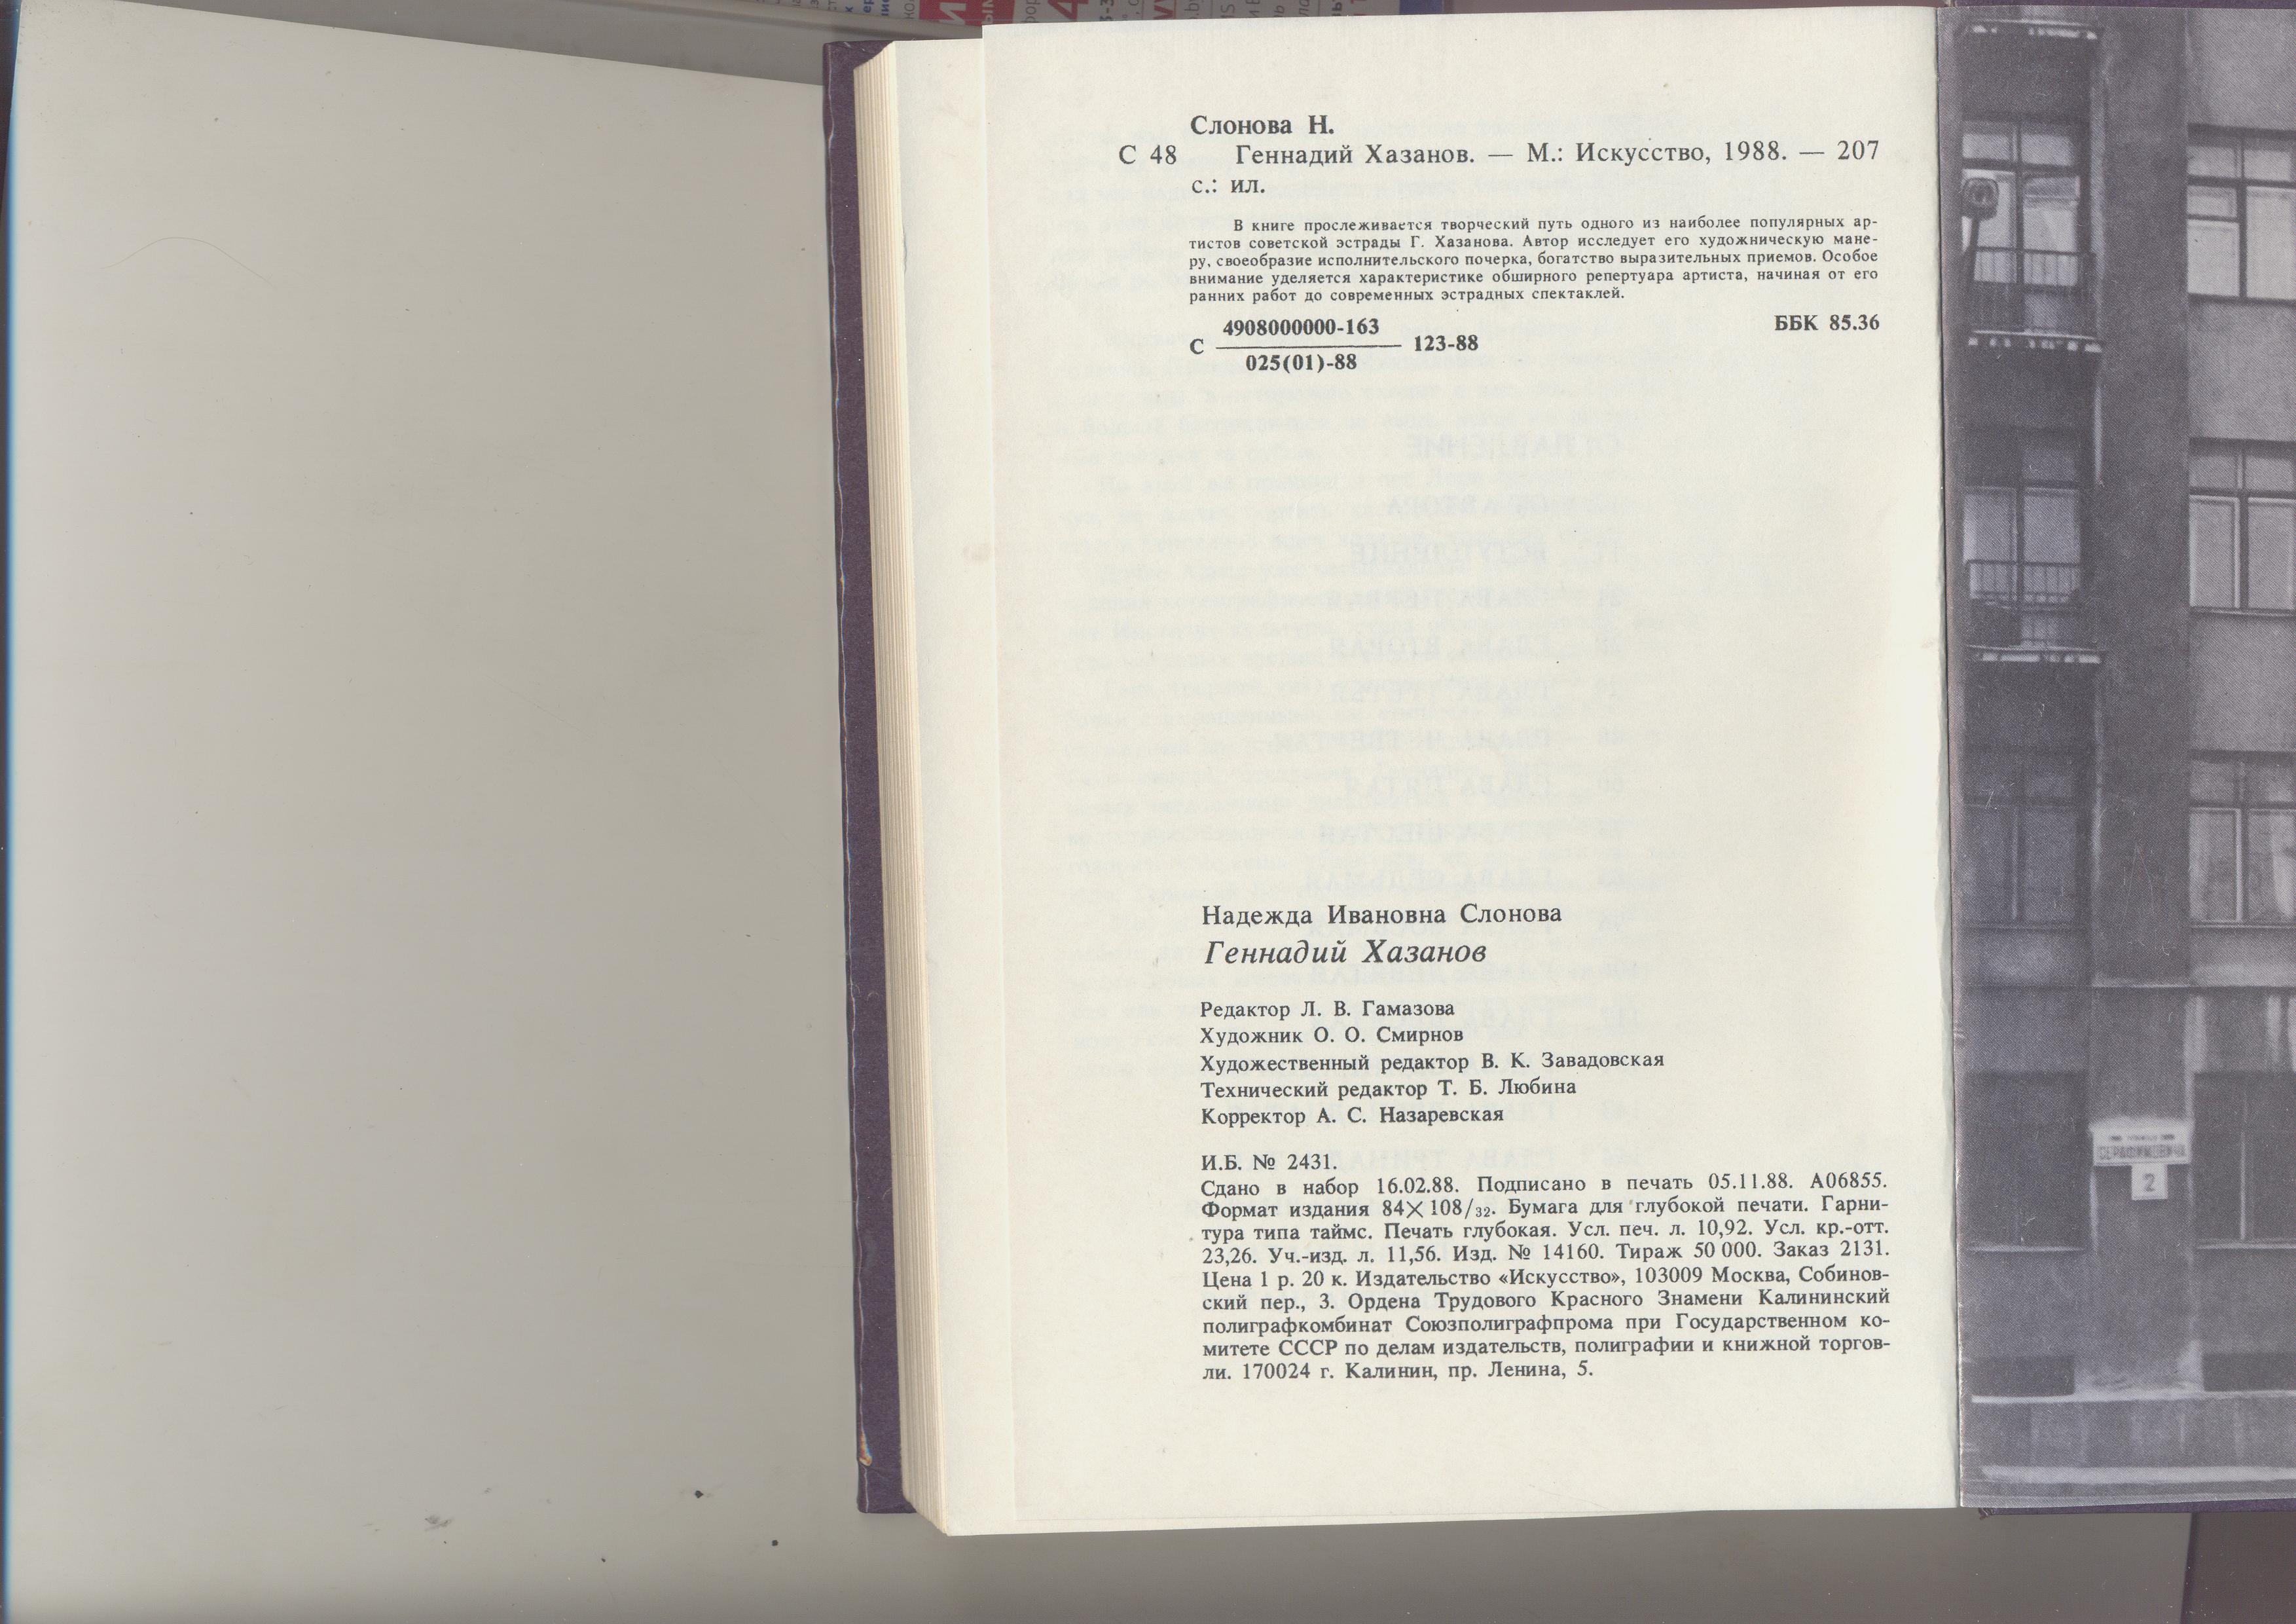 Слонова Н.
С 48 Геннадий Хазанов. — М.: Искусство, 1988. — 207
с.: ил.
В книге прослеживается творческий путь одного из наиболее популярных ар-
тистов советской эстрады Г. Хазанова. Автор исследует его художническую мане-
ру, своеобразие исполнительского почерка, богатство выразительных приемов. Особое
внимание уделяется характеристике обширного репертуара артиста, начиная от его
ранних работ до современных эстрадных спектаклей.
4908000000-163
С 123-88
025(01)-88
ББК 85.36
Надежда Ивановна Слонова
Геннадий Хазанов
Редактор Л. В. Гамазова
Художник О. О. Смирнов
Художественный редактор В. К. Завадовская
Технический редактор Т. Б. Любина
Корректор А. С. Назаревская
И.Б. № 2431.
Сдано в набор 16.02.88. Подписано в печать 05.11.88. А06855.
Формат издания 84×108/32. Бумага для глубокой печати. Гарни-
тура типа таймс. Печать глубокая. Усл. печ. л. 10,92. Усл. кр.-отт.
23,26. Уч.-изд. л. 11,56. Изд. № 14160. Тираж 50 000. Заказ 2131.
Цена 1 р. 20 к. Издательство «Искусство», 103009 Москва, Собинов-
ский пер., 3. Ордена Трудового Красного Знамени Калининский
полиграфкомбинат Союзполиграфпрома при Государственном ко-
митете СССР по делам издательств, полиграфии и книжной торгов-
ли. 170024 г. Калинин, пр. Ленина, 5.
СЕРАФИМОВИЧА
2